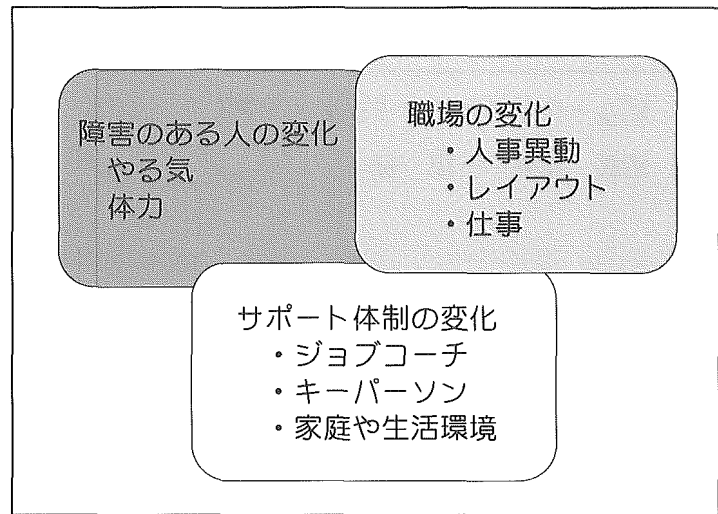 障害のある人の変化
やる気
体力
職場の変化
・人事異動
・レイアウト
・仕事
サポート体制の変化
・ジョブコーチ
・キーパーソン
・家庭や生活環境